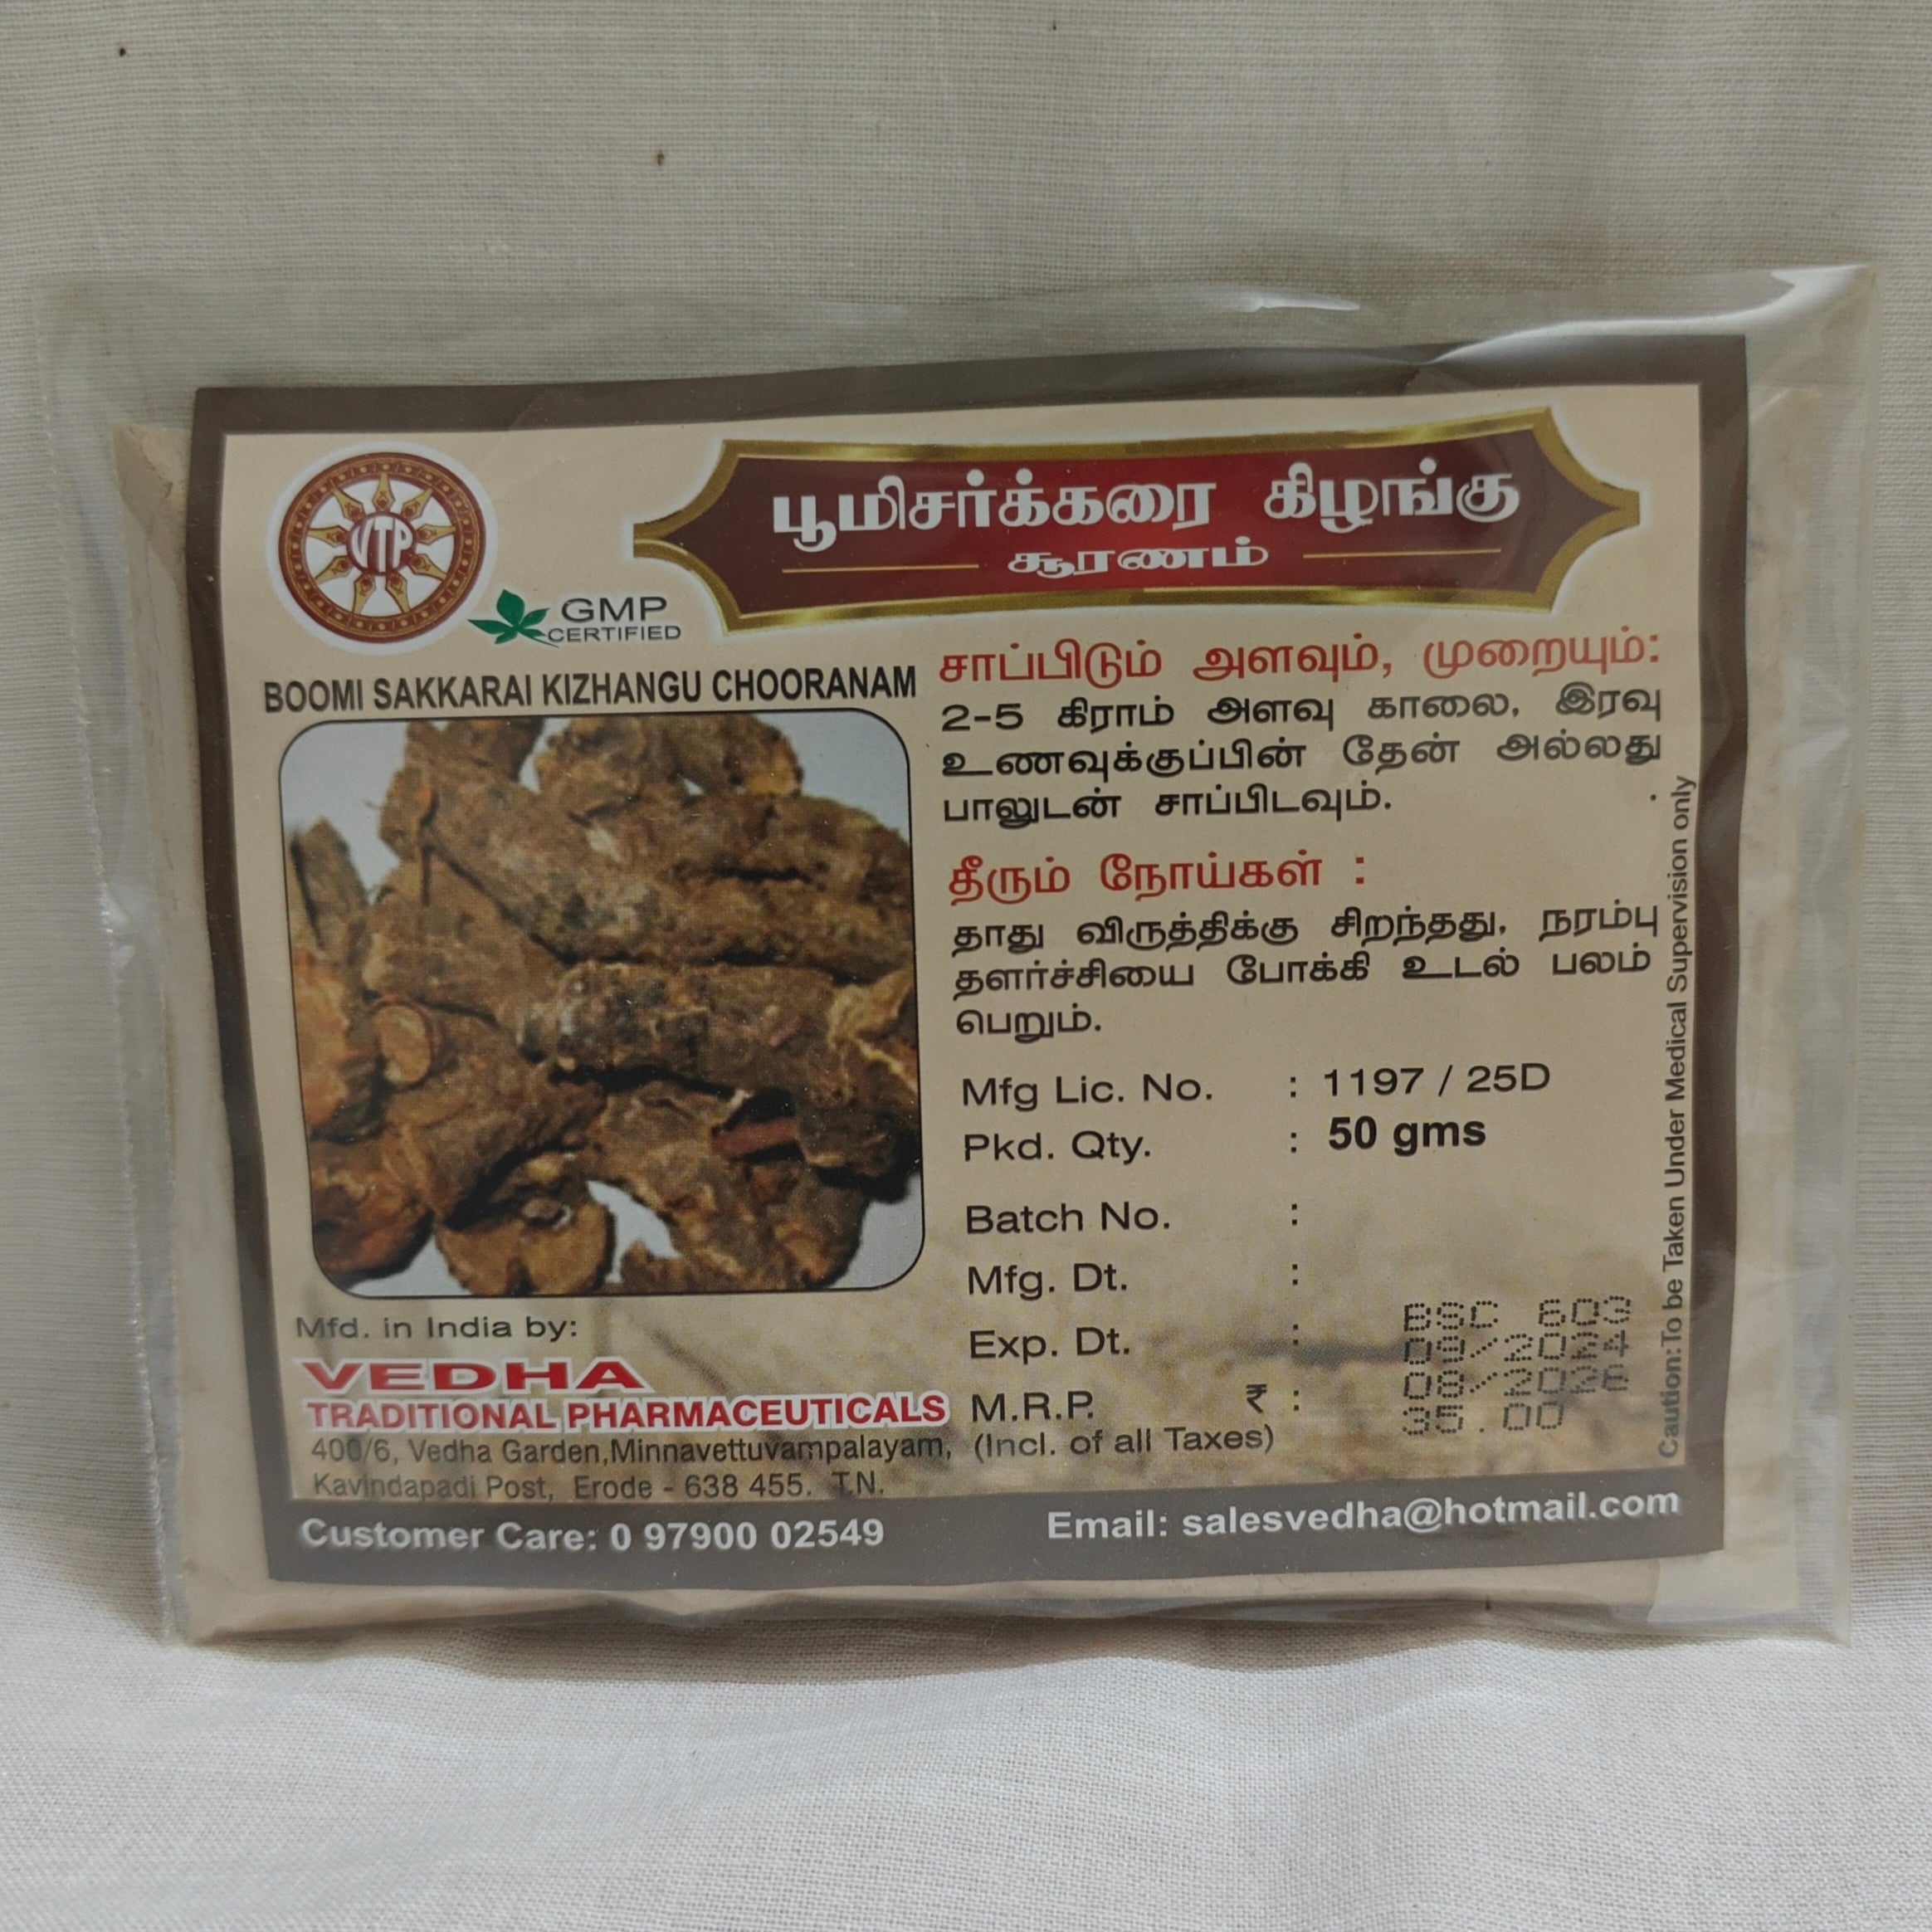 பூமிசர்க்கரை கிழங்கு
சூரணம்
VTP
GMP
CERTIFIED
BOOMI SAKKARAI KIZHANGU CHOORANAM
சாப்பிடும் அளவும், முறையும்:
2-5 கிராம் அளவு காலை, இரவு
உணவுக்குப்பின் தேன் அல்லது
பாலுடன் சாப்பிடவும்.
தீரும் நோய்கள் :
தாது விருத்திக்கு சிறந்தது, நரம்பு
தளர்ச்சியை போக்கி உடல் பலம்
பெறும்.
Mfg Lic. No. : 1197 / 25D
Pkd. Qty. : 50 gms
Batch No. :
Mfg. Dt. :
Exp. Dt. :
M.R.P. ₹ :
(Incl. of all Taxes)
BSC 603
09/2024
08/2026
35.00
Caution:To be Taken Under Medical Supervision only
Mfd. in India by:
VEDHA
TRADITIONAL PHARMACEUTICALS
400/6, Vedha Garden,Minnavettuvampalayam,
Kavindapadi Post, Erode - 638 455. T.N.
Customer Care: 0 97900 02549
Email: salesvedha@hotmail.com